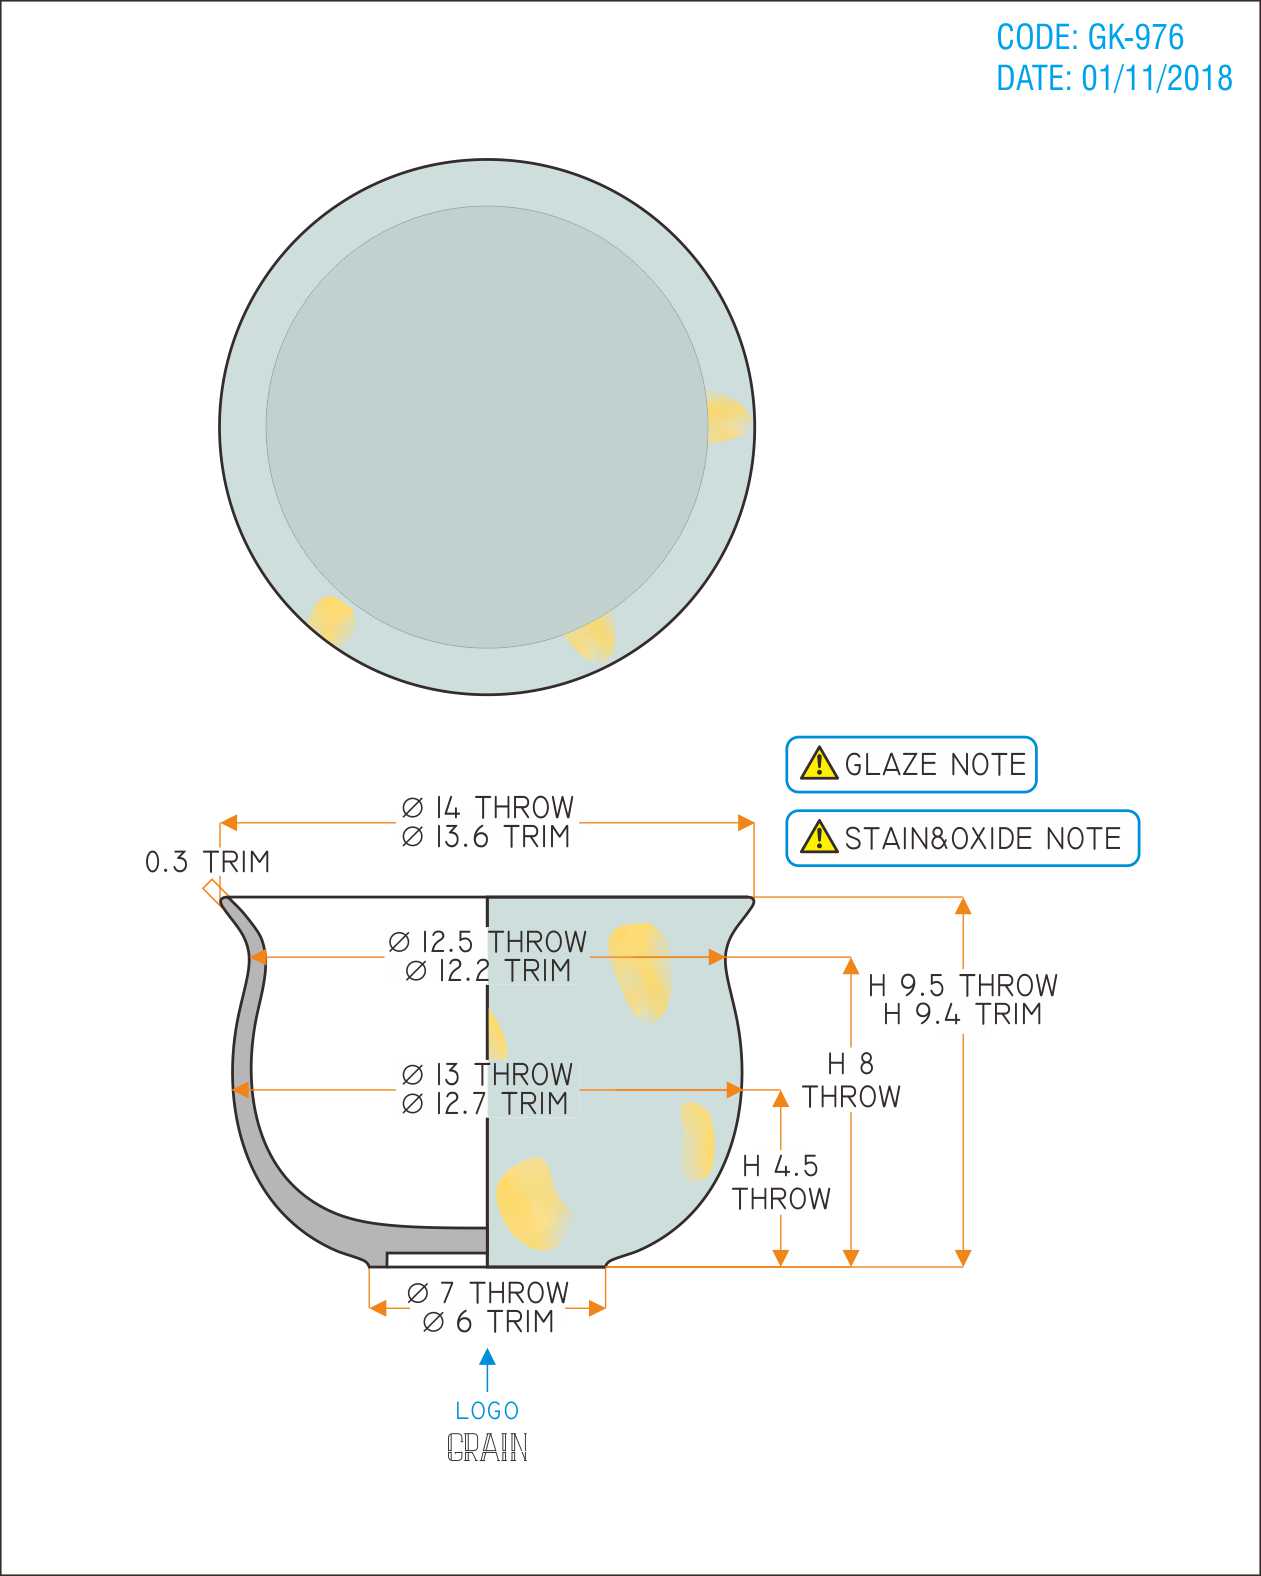 CODE: GK-976
DATE: 01/11/2018
GLAZE NOTE
STAIN&OXIDE NOTE
Ø 14 THROW
Ø 13.6 TRIM
0.3 TRIM
Ø 12.5 THROW
Ø 12.2 TRIM
H 9.5 THROW
H 9.4 TRIM
H 8
THROW
Ø 13 THROW
Ø 12.7 TRIM
H 4.5
THROW
Ø 7 THROW
Ø 6 TRIM
LOGO
GRAIN